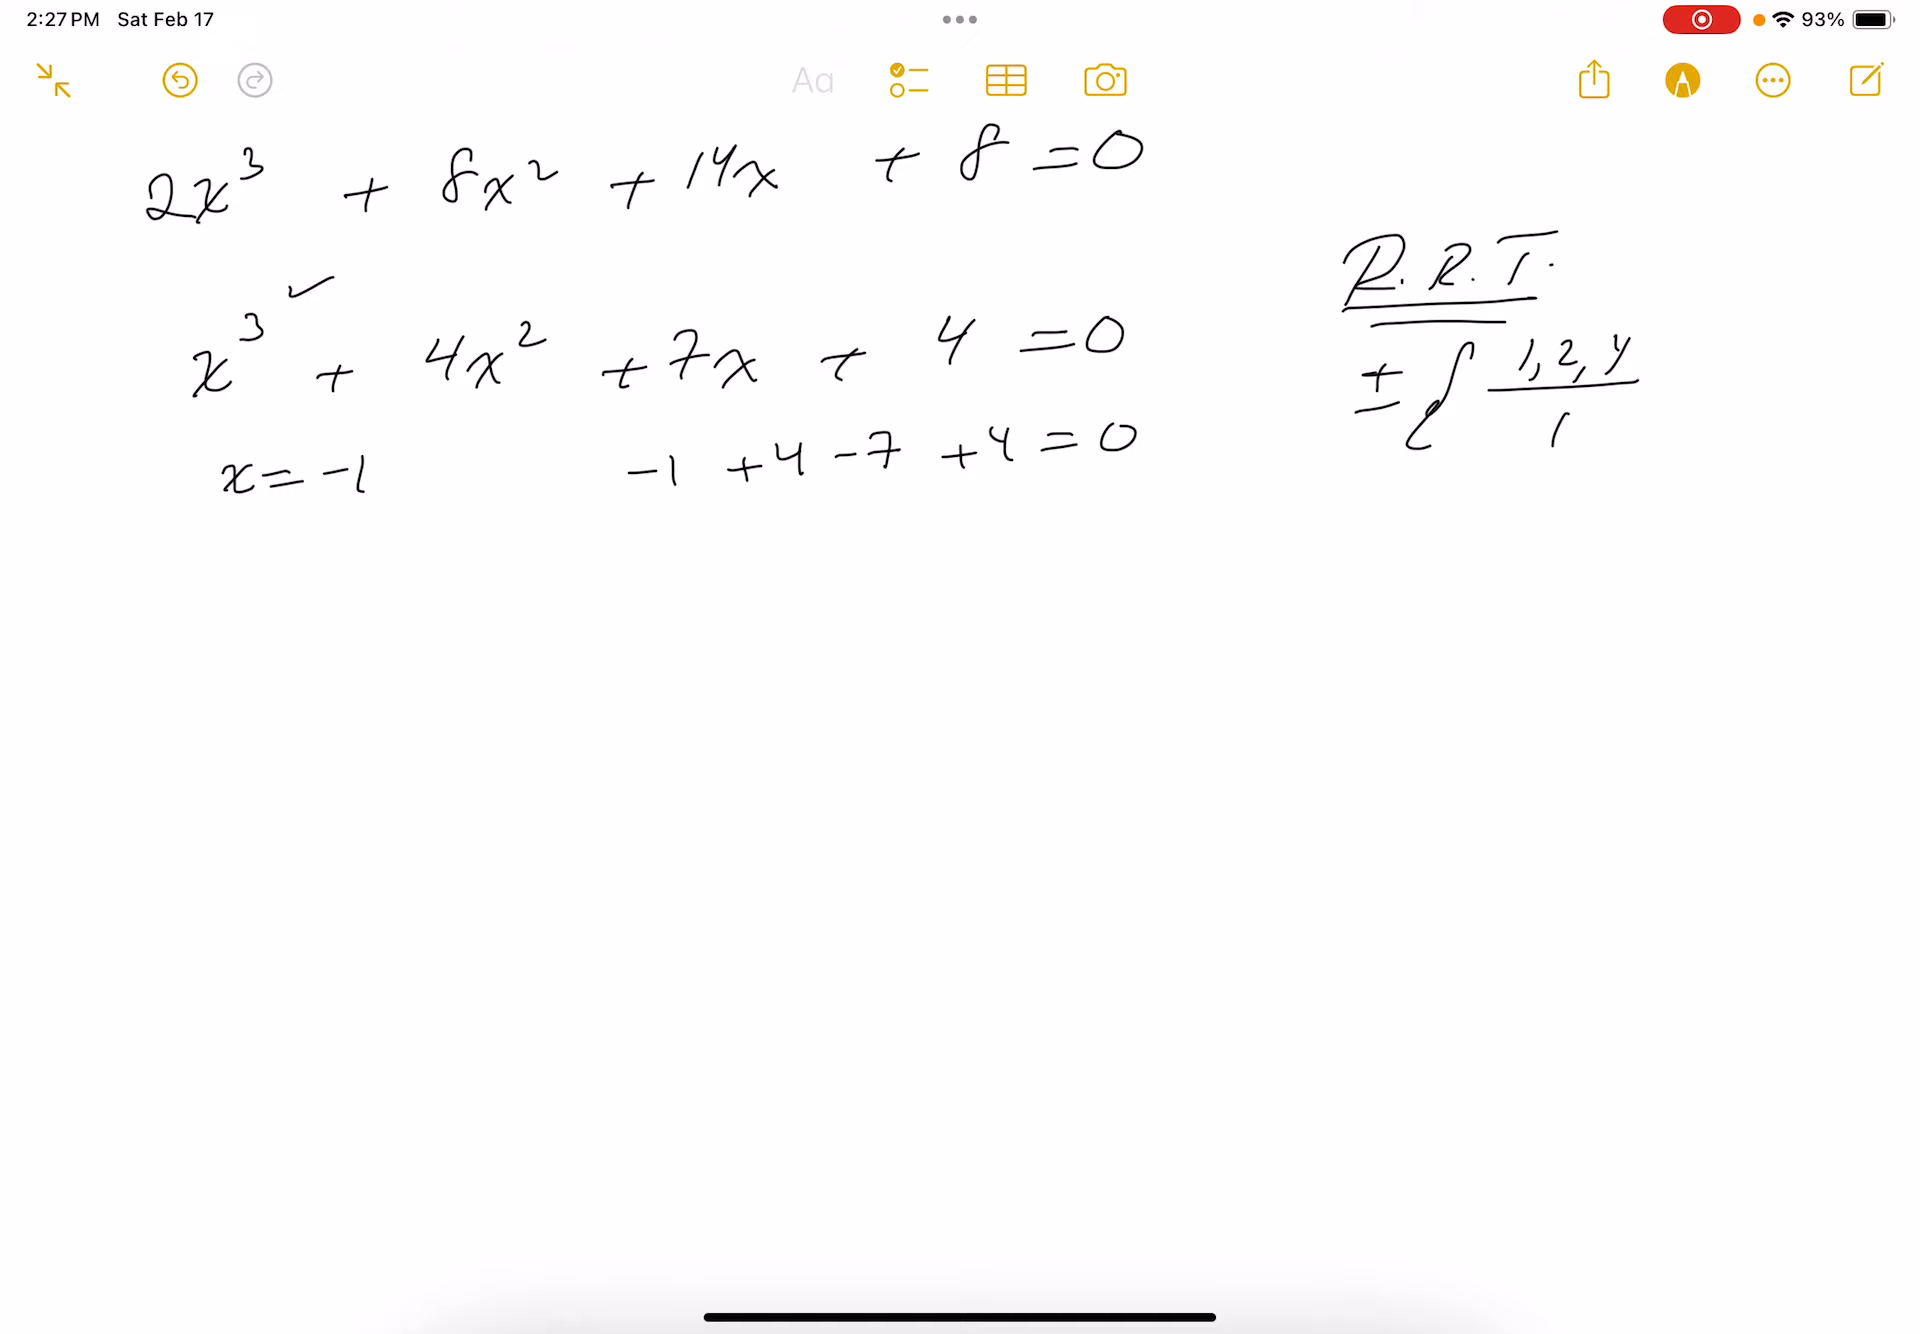 2:27 PM Sat Feb 17
93%
Aa
2x³ + 8x² + 14x + 8 = 0
R.R.T.
x³ ✓ + 4x² + 7x + 4 = 0
± { 1, 2, 4 / 1
x = -1 -1 + 4 - 7 + 4 = 0